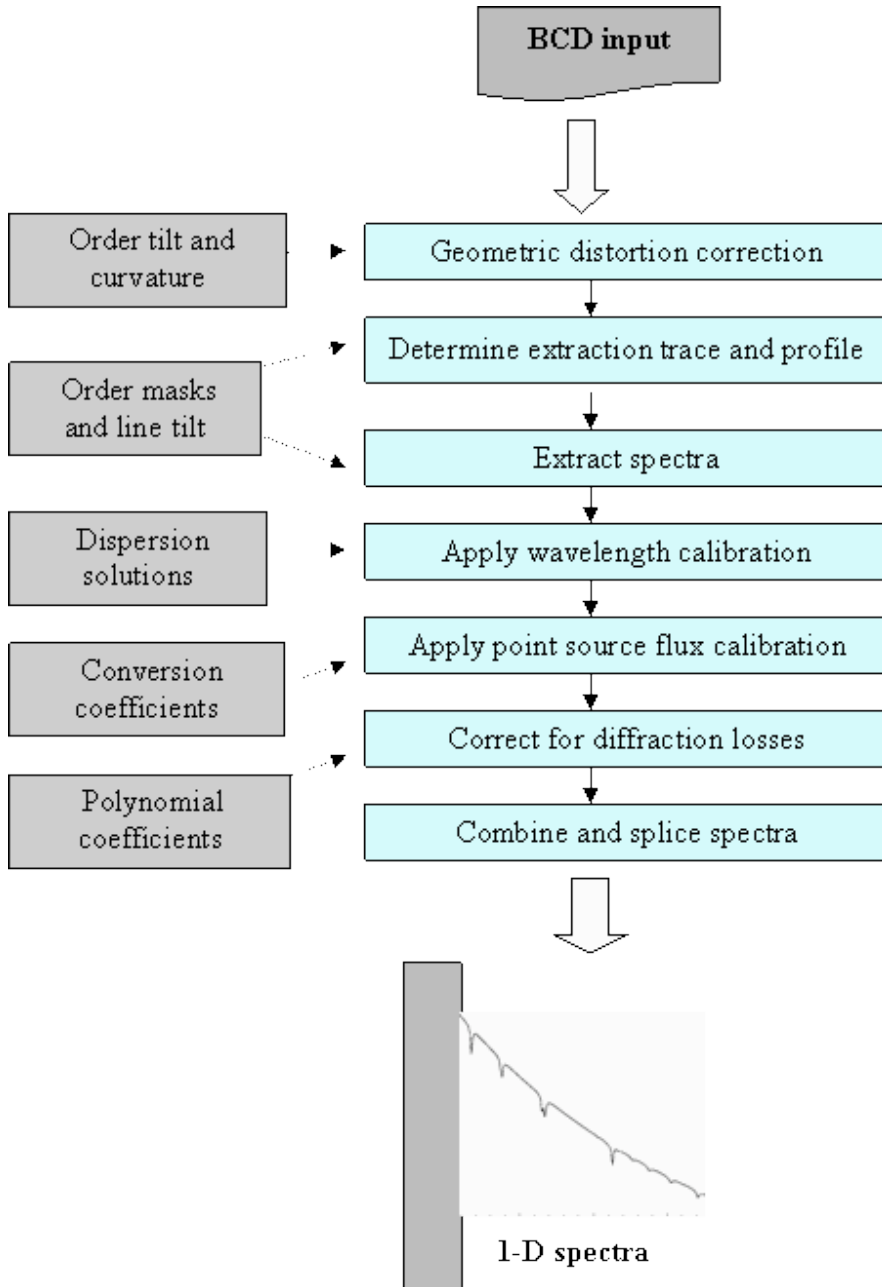 BCD input
Order tilt and
curvature
Geometric distortion correction
Order masks
and line tilt
Determine extraction trace and profile
Extract spectra
Dispersion
solutions
Apply wavelength calibration
Conversion
coefficients
Apply point source flux calibration
Polynomial
coefficients
Correct for diffraction losses
Combine and splice spectra
1-D spectra